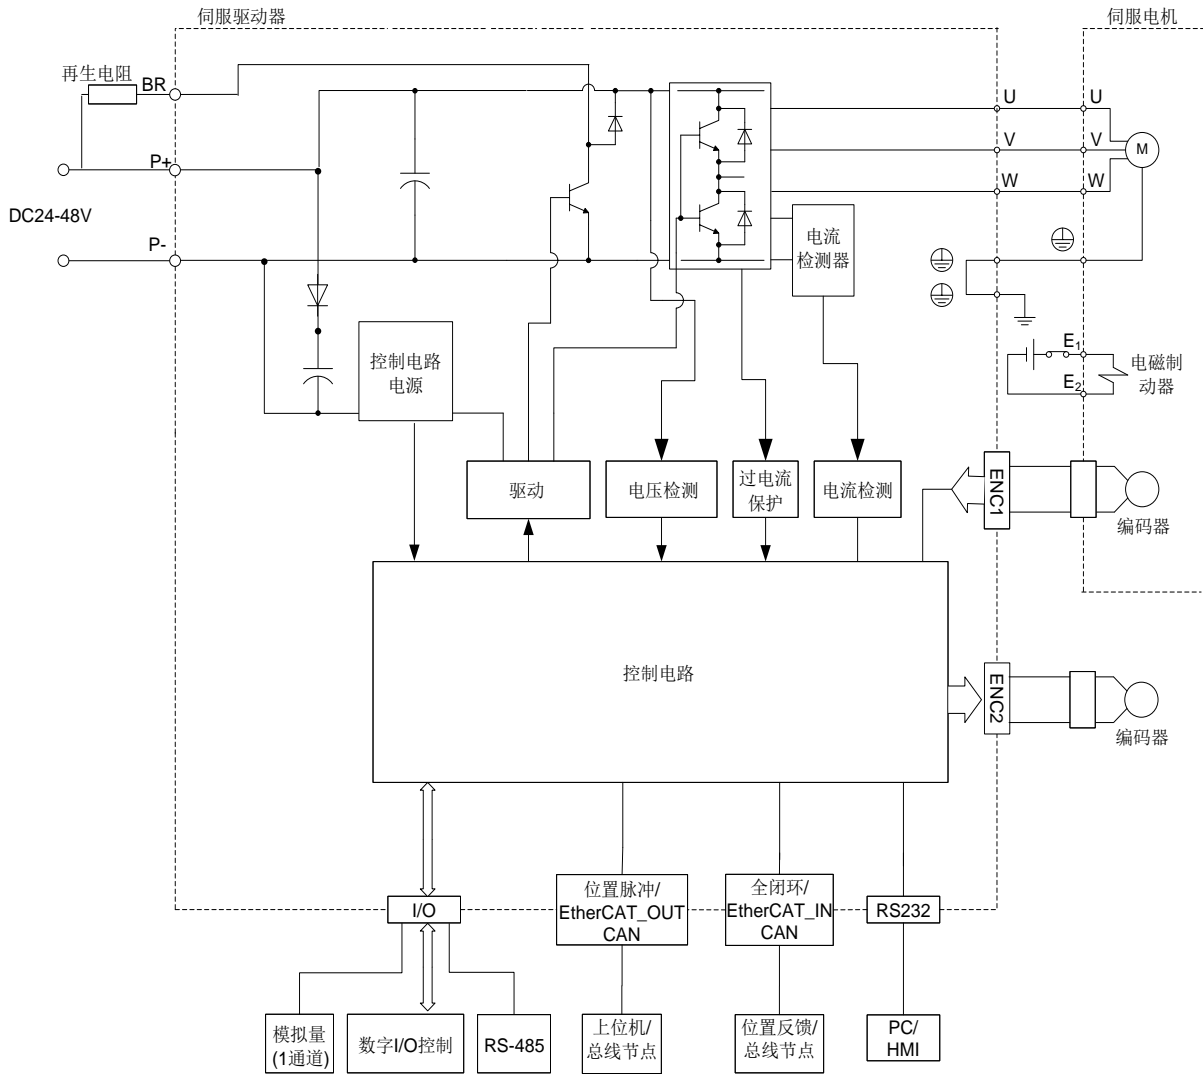 伺服驱动器
伺服电机
再生电阻
BR
P+
DC24-48V
P-
U
U
V
V
W
W
M
电流
检测器
控制电路
电源
E1
E2
电磁制
动器
驱动
电压检测
过电流
保护
电流检测
ENC1
编码器
控制电路
ENC2
编码器
I/O
位置脉冲/
EtherCAT_OUT
CAN
全闭环/
EtherCAT_IN
CAN
RS232
模拟量
(1通道)
数字I/O控制
RS-485
上位机/
总线节点
位置反馈/
总线节点
PC/
HMI